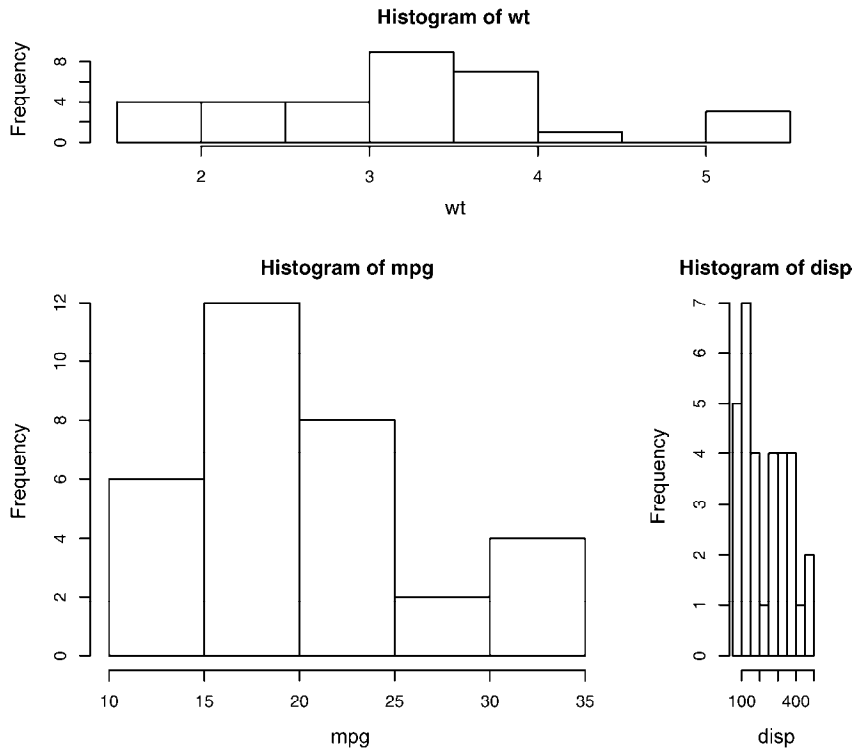 Histogram of wt
Frequency
0 4 8
2 3 4 5
wt
Histogram of mpg
Frequency
0 2 4 6 8 10 12
10 15 20 25 30 35
mpg
Histogram of disp
Frequency
0 1 2 3 4 5 6 7
100 400
disp